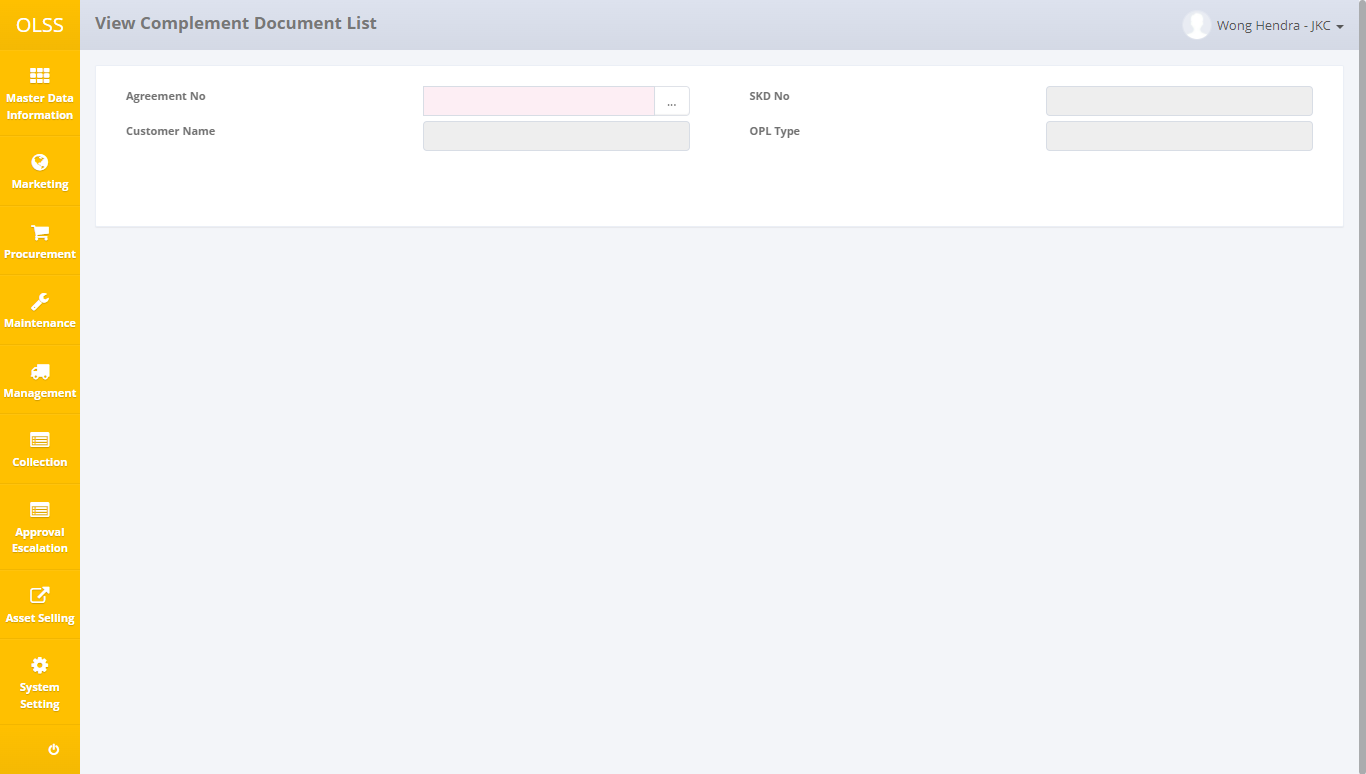 OLSS
View Complement Document List
Wong Hendra - JKC
Master Data
Information
Marketing
Procurement
Maintenance
Management
Collection
Approval
Escalation
Asset Selling
System
Setting
Agreement No
...
SKD No
Customer Name
OPL Type